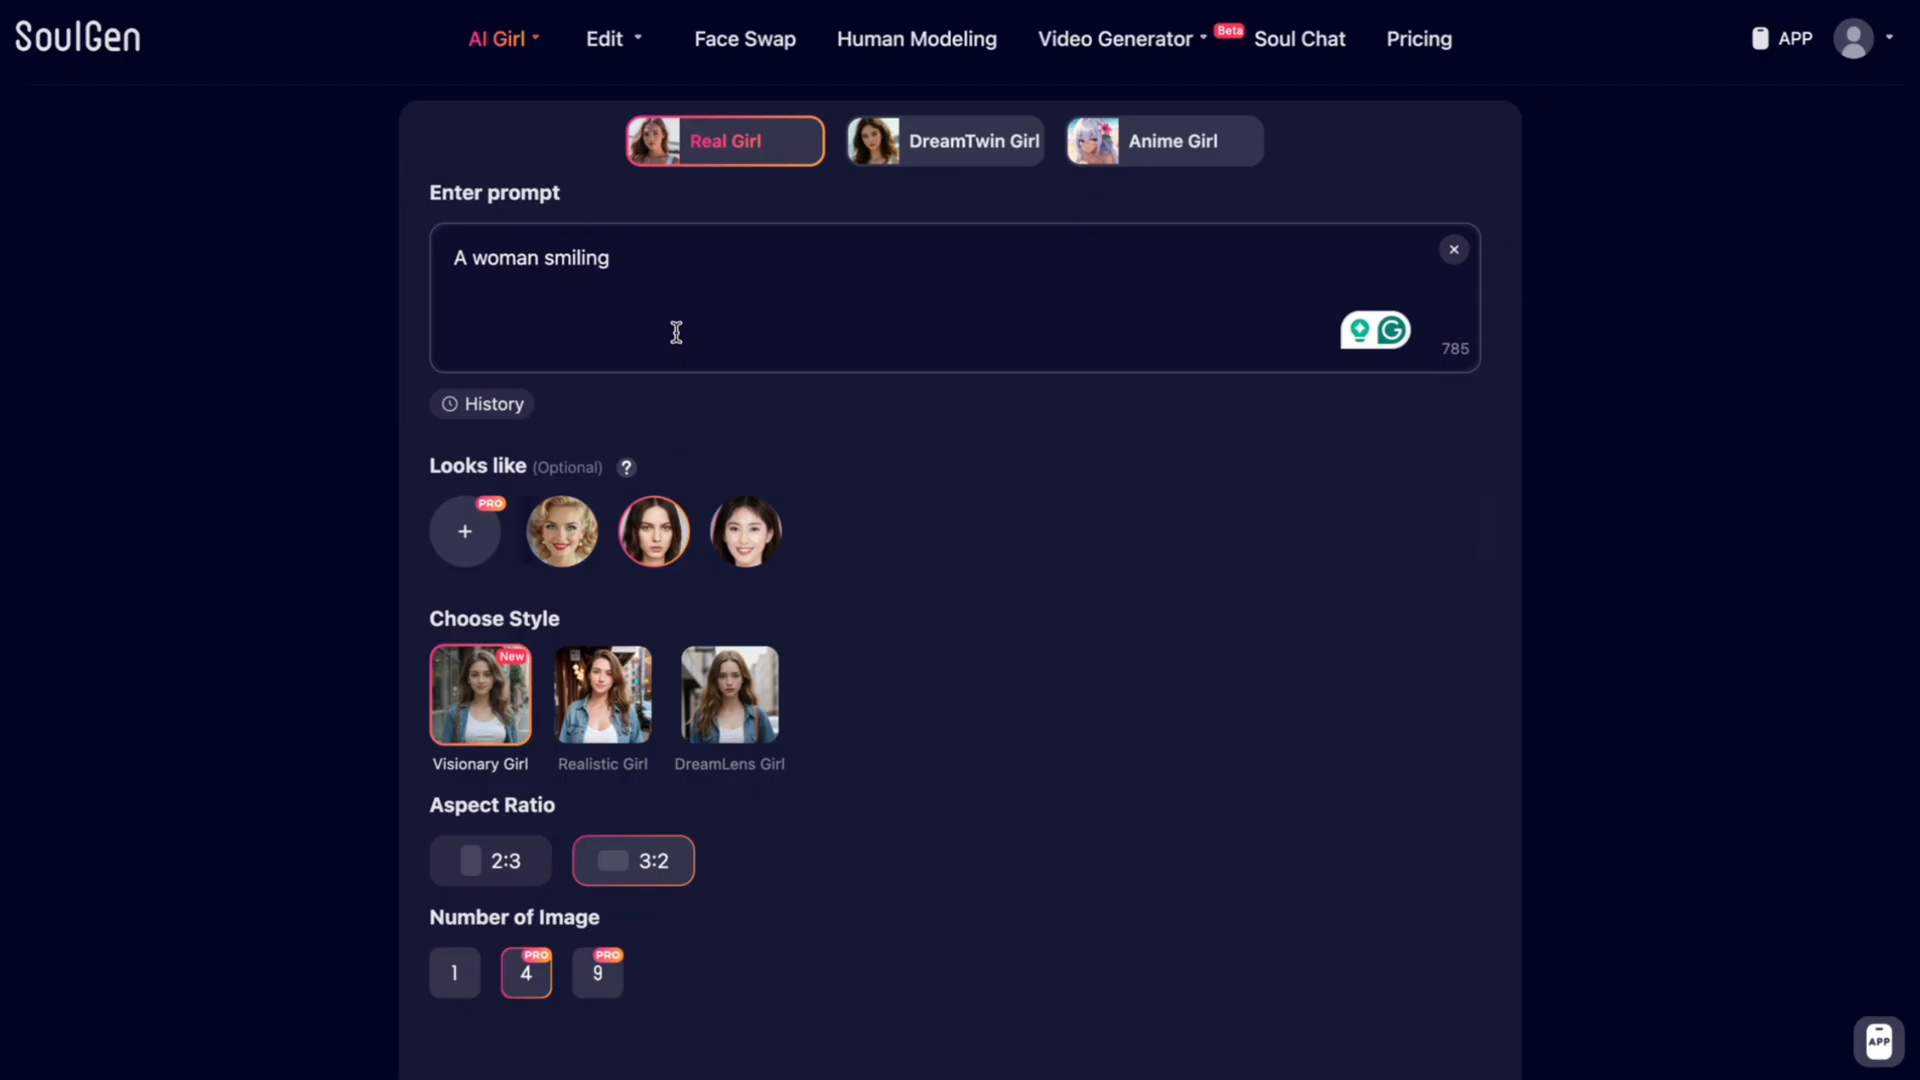 SoulGen
AI Girl
Edit
Face Swap
Human Modeling
Video Generator
Beta
Soul Chat
Pricing
APP
Real Girl
DreamTwin Girl
Anime Girl
Enter prompt
A woman smiling
785
History
Looks like (Optional) ?
PRO
+
Choose Style
New
Visionary Girl
Realistic Girl
DreamLens Girl
Aspect Ratio
2:3
3:2
Number of Image
1
PRO
4
PRO
9
APP